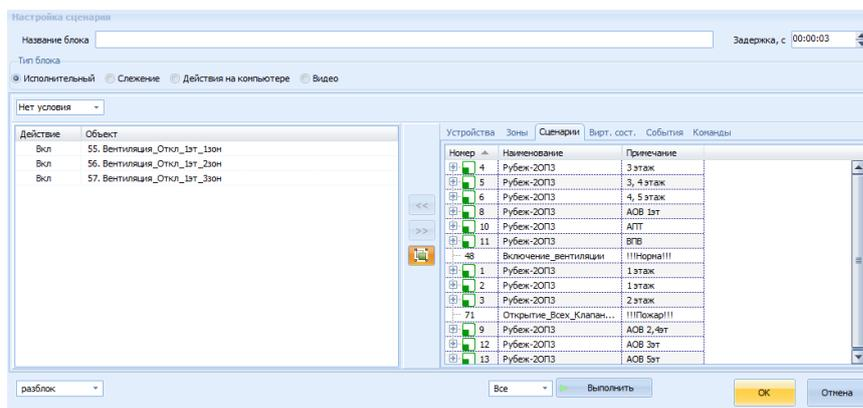 Настройка сценария
Название блока
Задержка, с 00:00:03
Тип блока
Исполнительный Слежение Действия на компьютере Видео
Нет условия
Действие Объект
Вкл 55. Вентиляция_Откл_1эт_1зон
Вкл 56. Вентиляция_Откл_1эт_2зон
Вкл 57. Вентиляция_Откл_1эт_3зон
<<
>>
Устройства Зоны Сценарии Вирт. сост. События Команды
Номер Наименование Примечание
4 Рубеж-2ОП3 3 этаж
5 Рубеж-2ОП3 3, 4 этаж
6 Рубеж-2ОП3 4, 5 этаж
8 Рубеж-2ОП3 АОВ 1эт
10 Рубеж-2ОП3 АПТ
11 Рубеж-2ОП3 ВПВ
48 Включение_вентиляции !!!Норма!!!
1 Рубеж-2ОП3 1 этаж
2 Рубеж-2ОП3 1 этаж
3 Рубеж-2ОП3 2 этаж
71 Открытие_Всех_Клапан... !!!Пожар!!!
9 Рубеж-2ОП3 АОВ 2,4эт
12 Рубеж-2ОП3 АОВ 3эт
13 Рубеж-2ОП3 АОВ 5эт
разблок
Все Выполнить
ОК Отмена